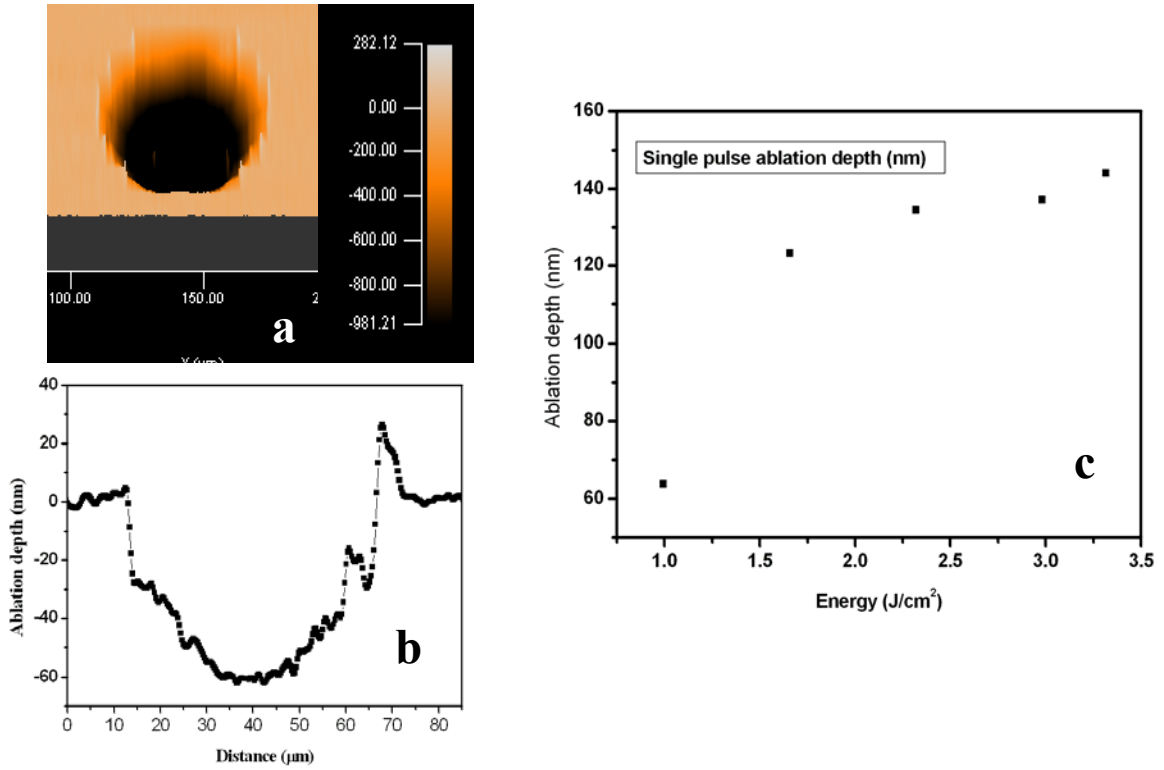 282.12
0.00
-200.00
-400.00
-600.00
-800.00
-981.21
100.00
150.00
2
a
40
20
0
-20
-40
-60
Ablation depth (nm)
b
0 10 20 30 40 50 60 70 80
Distance (μm)
160
140
120
100
80
60
Ablation depth (nm)
Single pulse ablation depth (nm)
c
1.0 1.5 2.0 2.5 3.0 3.5
Energy (J/cm²)